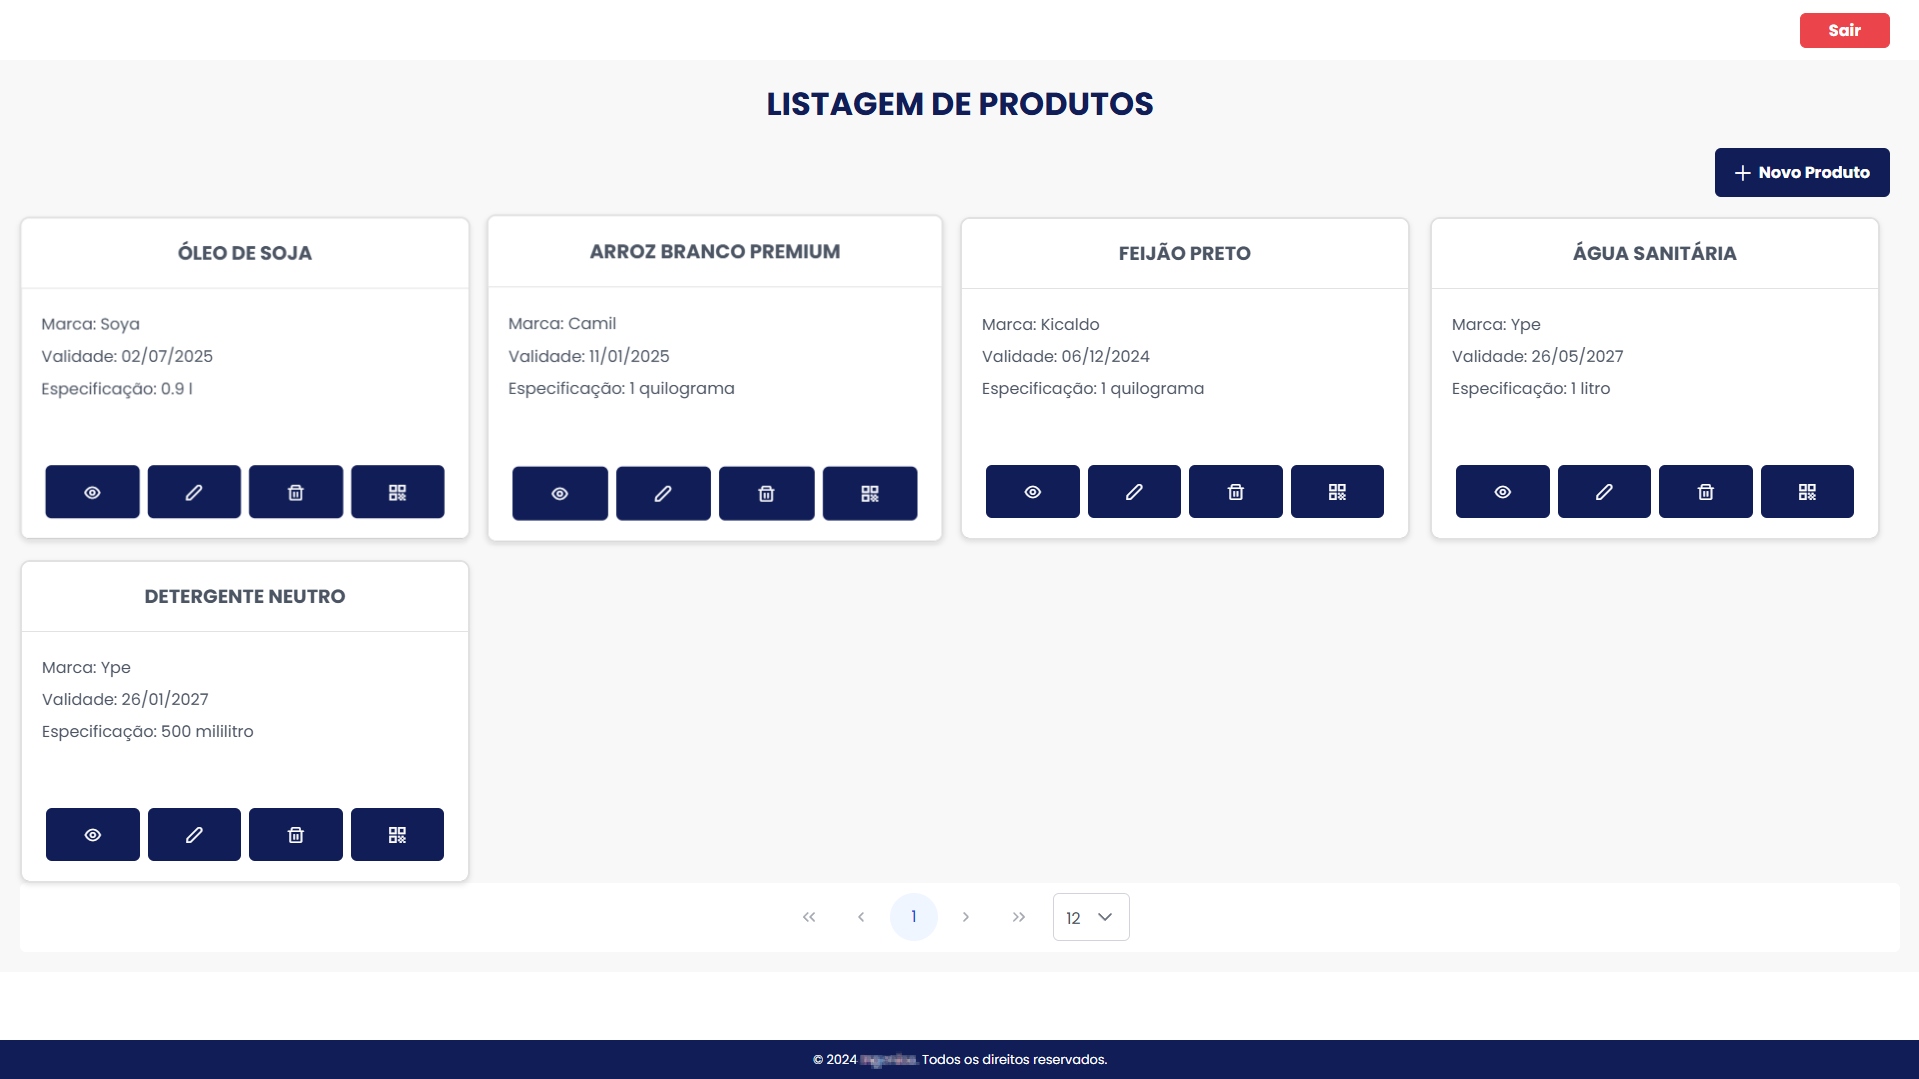 Sair
LISTAGEM DE PRODUTOS
Novo Produto
ÓLEO DE SOJA
Marca: Soya
Validade: 02/07/2025
Especificação: 0.9 l
ARROZ BRANCO PREMIUM
Marca: Camil
Validade: 11/01/2025
Especificação: 1 quilograma
FEIJÃO PRETO
Marca: Kicaldo
Validade: 06/12/2024
Especificação: 1 quilograma
ÁGUA SANITÁRIA
Marca: Ype
Validade: 26/05/2027
Especificação: 1 litro
DETERGENTE NEUTRO
Marca: Ype
Validade: 26/01/2027
Especificação: 500 mililitro
1
12
© 2024 . Todos os direitos reservados.